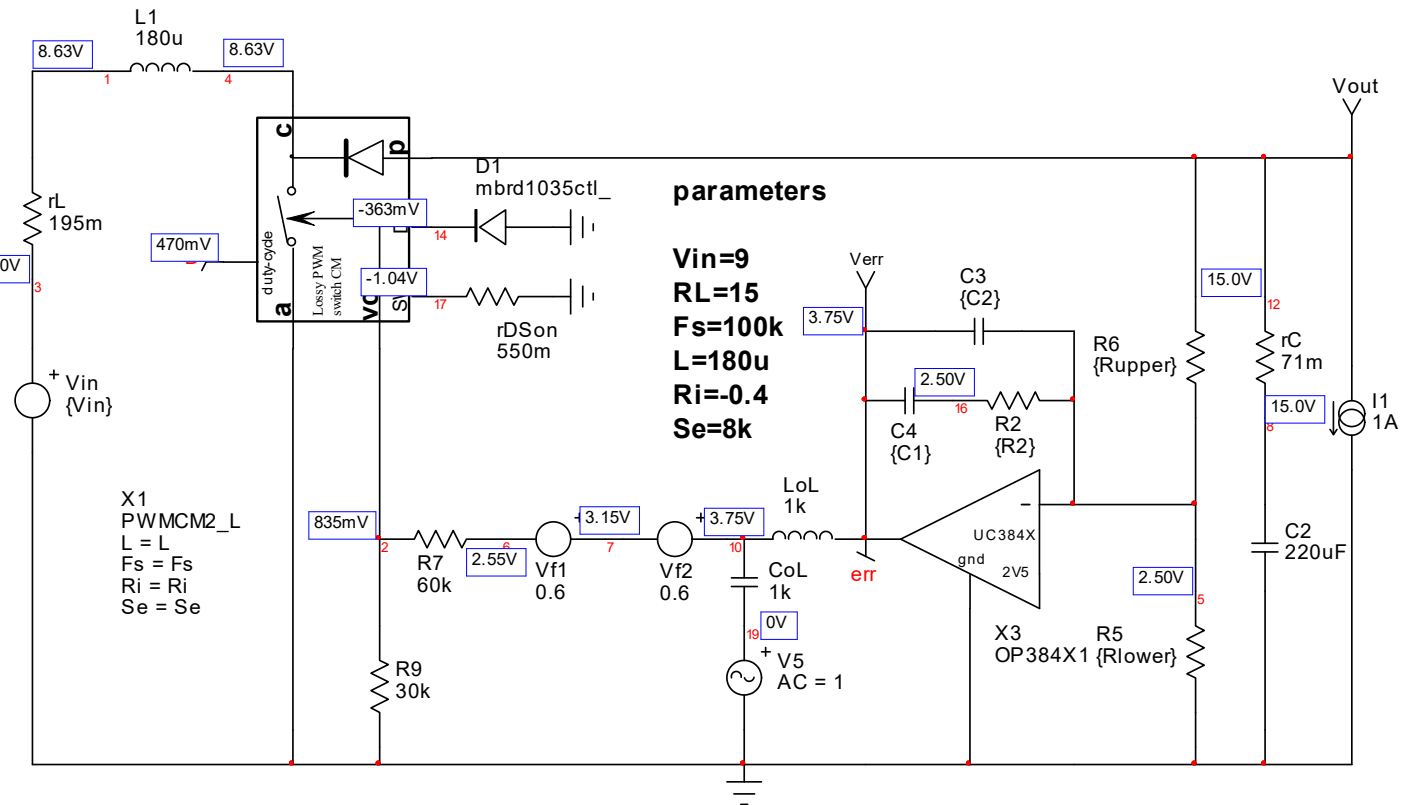 L1
180u
8.63V
8.63V
1
4
Vout
c
p
D1
mbrd1035ctl_
parameters
rL
195m
-363mV
14
470mV
duty-cycle
Lossy PWM
switch CM
0V
3
-1.04V
a
vc
17
rDSon
550m
Vin=9
RL=15
Fs=100k
L=180u
Ri=-0.4
Se=8k
Verr
3.75V
C3
{C2}
2.50V
16
C4
{C1}
R2
{R2}
15.0V
12
R6
{Rupper}
rC
71m
15.0V
8
I1
1A
Vin
{Vin}
X1
PWMCM2_L
L = L
Fs = Fs
Ri = Ri
Se = Se
835mV
2
R7
60k
6
2.55V
Vf1
0.6
3.15V
7
Vf2
0.6
3.75V
10
LoL
1k
err
CoL
1k
UC384X
gnd
2V5
X3
OP384X1
C2
220uF
2.50V
5
R5
{Rlower}
19
0V
V5
AC = 1
R9
30k